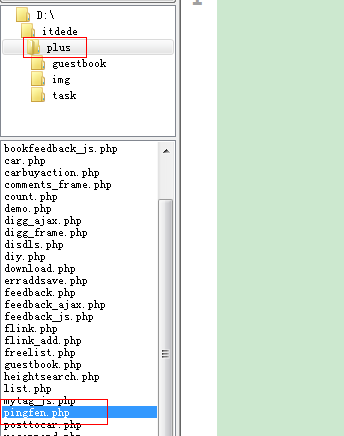 D:\
itdede
plus
guestbook
img
task
1
bookfeedback_js.php
car.php
carbuyaction.php
comments_frame.php
count.php
demo.php
digg_ajax.php
digg_frame.php
disdls.php
diy.php
download.php
erraddsave.php
feedback.php
feedback_ajax.php
feedback_js.php
flink.php
flink_add.php
freelist.php
guestbook.php
heightsearch.php
list.php
mytag_js.php
pingfen.php
posttocar.php